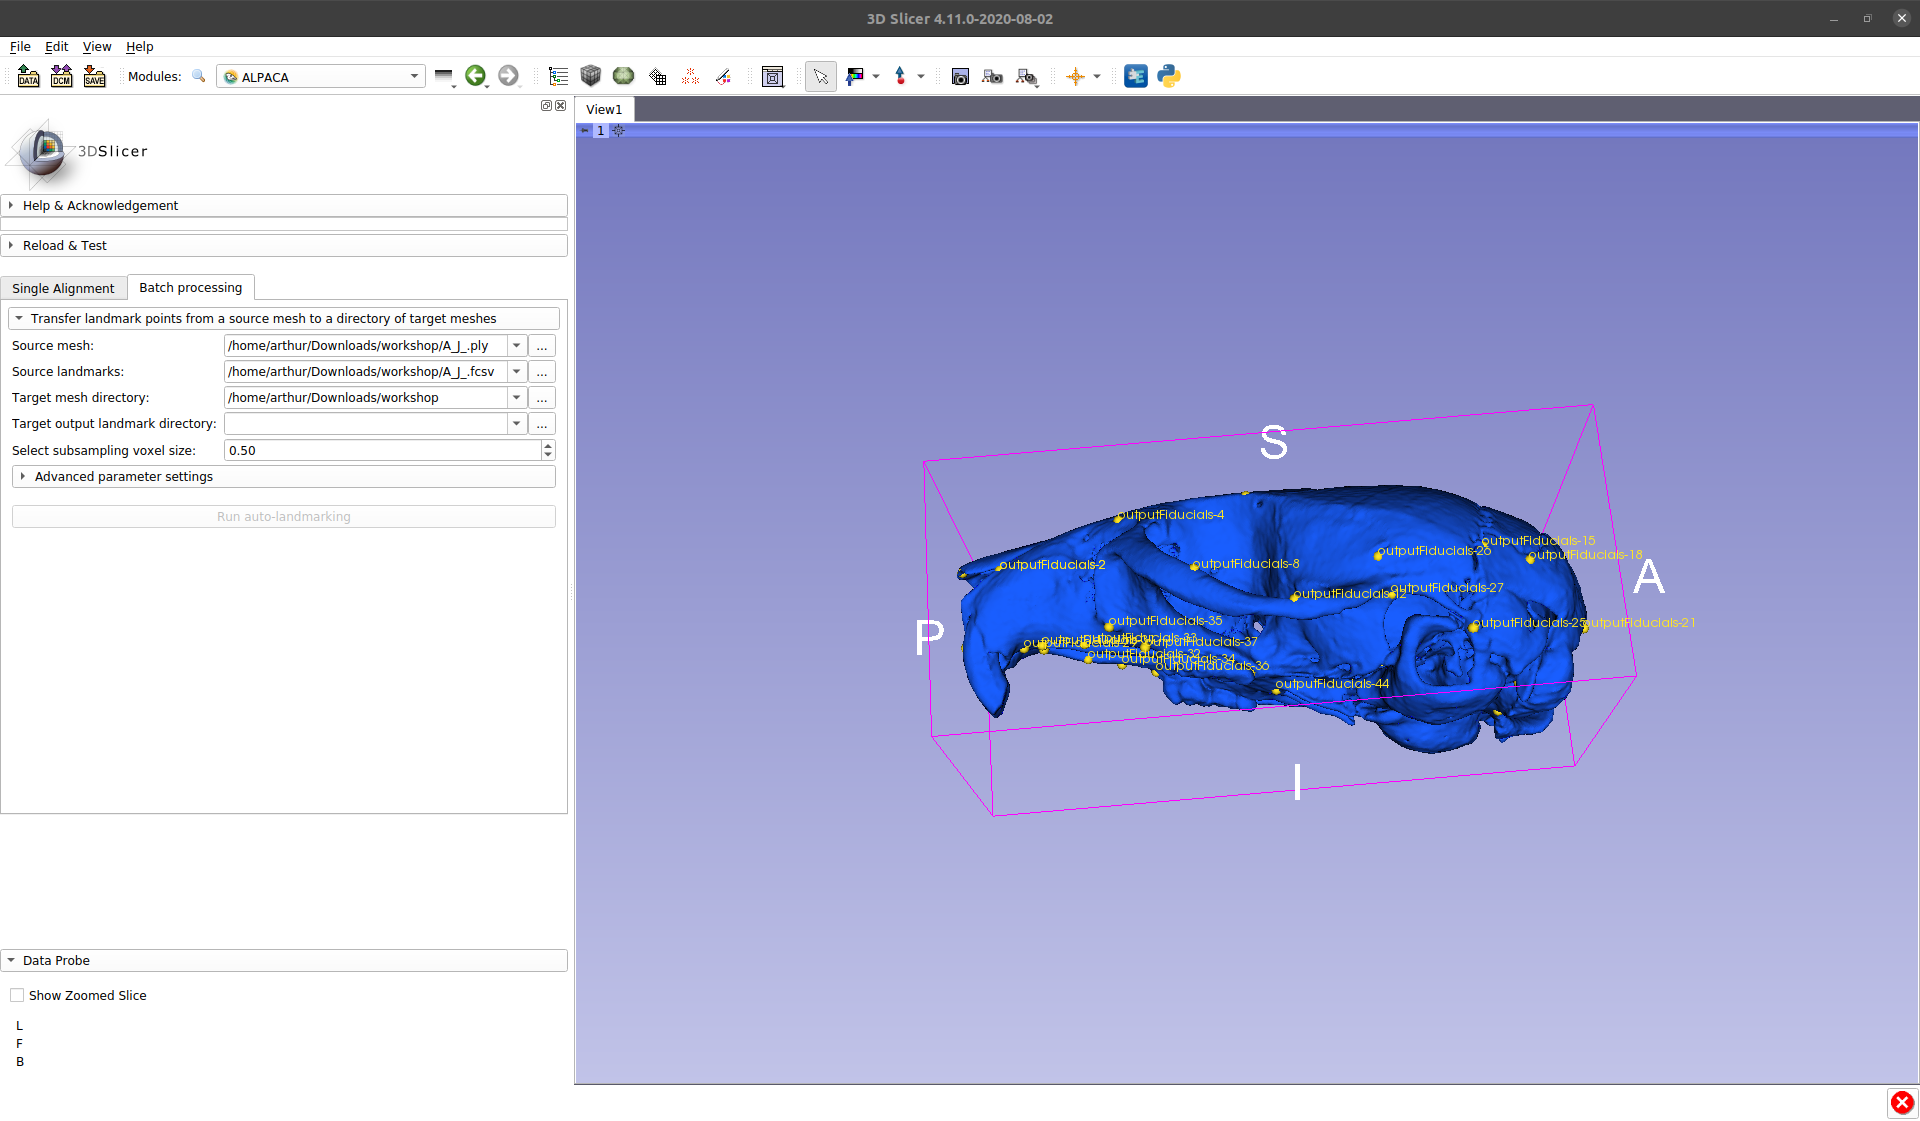 3D Slicer 4.11.0-2020-08-02
File Edit View Help
DATA DCM SAVE Modules: ALPACA
View1
1
3DSlicer
Help & Acknowledgement
Reload & Test
Single Alignment Batch processing
Transfer landmark points from a source mesh to a directory of target meshes
Source mesh: /home/arthur/Downloads/workshop/A_J_.ply ...
Source landmarks: /home/arthur/Downloads/workshop/A_J_.fcsv ...
Target mesh directory: /home/arthur/Downloads/workshop ...
Target output landmark directory: ...
Select subsampling voxel size: 0.50
Advanced parameter settings
Run auto-landmarking
Data Probe
Show Zoomed Slice
L
F
B
S
outputFiducials-4
outputFiducials-15
outputFiducials-26
outputFiducials-18
outputFiducials-2
outputFiducials-8
A
outputFiducials-27
outputFiducials-12
outputFiducials-35
outputFiducials-25
outputFiducials-21
P
outputFiducials-33
outputFiducials-37
outputFiducials-32
outputFiducials-34
outputFiducials-36
outputFiducials-44
I